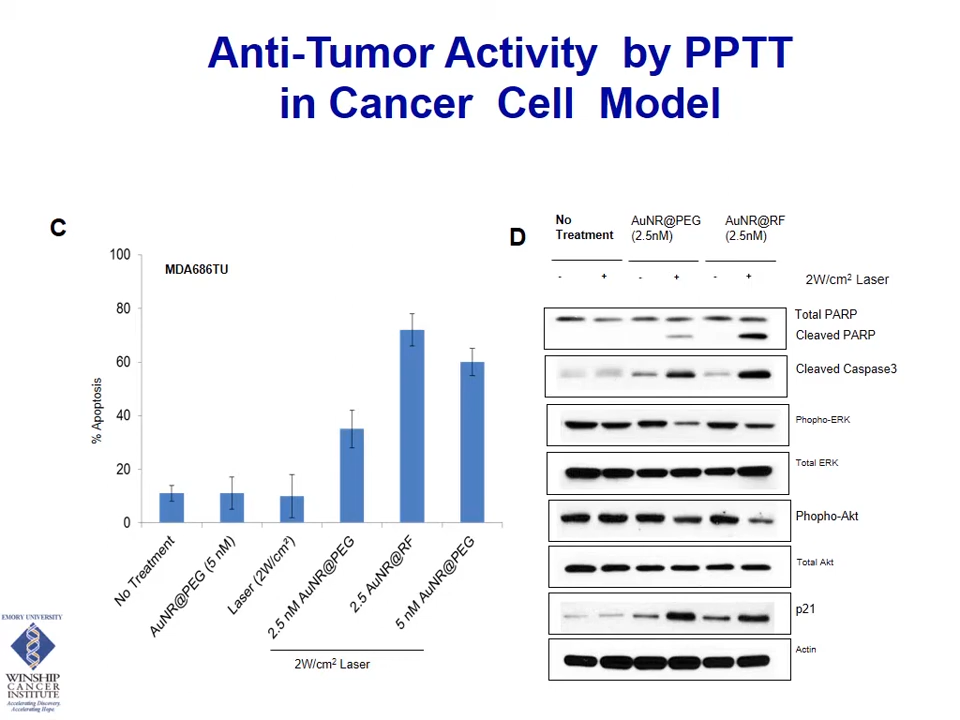 Anti-Tumor Activity by PPTT
in Cancer Cell Model
C
100
80
60
40
20
0
% Apoptosis
MDA686TU
No Treatment
AuNR@PEG (5 nM)
Laser (2W/cm²)
2.5 nM AuNR@PEG
2.5 AuNR@RF
5 nM AuNR@PEG
2W/cm² Laser
D
No
Treatment
AuNR@PEG
(2.5nM)
AuNR@RF
(2.5nM)
- + - + - + 2W/cm² Laser
Total PARP
Cleaved PARP
Cleaved Caspase3
Phopho-ERK
Total ERK
Phopho-Akt
Total Akt
p21
Actin
EMORY UNIVERSITY
WINSHIP
CANCER
INSTITUTE
Accelerating Discovery.
Accelerating Hope.